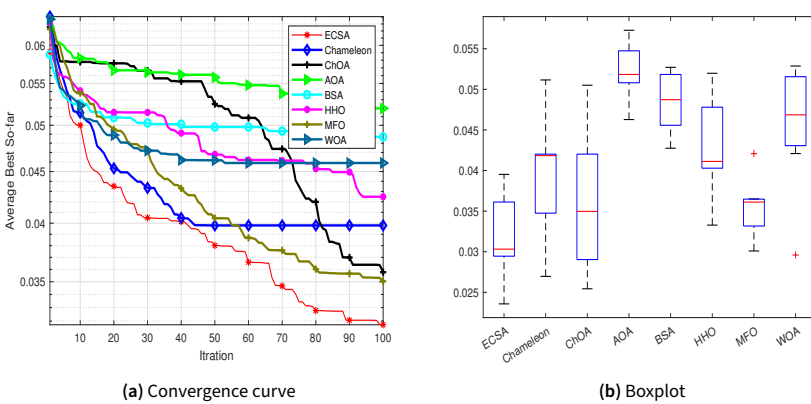 0.06
0.055
0.05
0.045
0.04
0.035
Average Best So-far
10 20 30 40 50 60 70 80 90 100
Itration
ECSA
Chameleon
ChOA
AOA
BSA
HHO
MFO
WOA
(a) Convergence curve
0.055
0.05
0.045
0.04
0.035
0.03
0.025
ECSA Chameleon ChOA AOA BSA HHO MFO WOA
(b) Boxplot